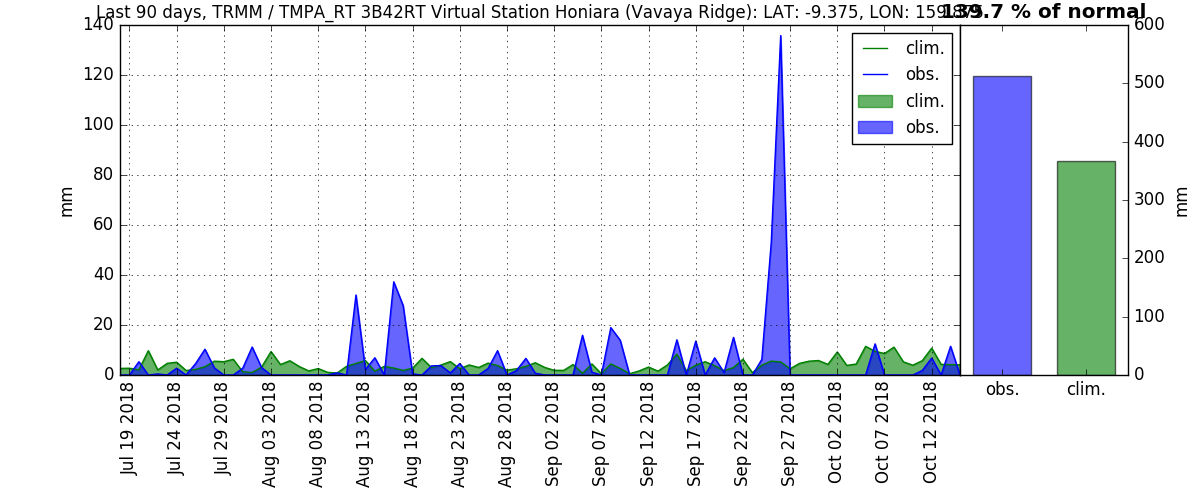 Last 90 days, TRMM / TMPA_RT 3B42RT Virtual Station Honiara (Vavaya Ridge): LAT: -9.375, LON:
139.7 % of normal
140
120
100
80
60
40
20
0
mm
clim.
obs.
clim.
obs.
600
500
400
300
200
100
0
mm
obs.
clim.
Jul 19 2018
Jul 24 2018
Jul 29 2018
Aug 03 2018
Aug 08 2018
Aug 13 2018
Aug 18 2018
Aug 23 2018
Aug 28 2018
Sep 02 2018
Sep 07 2018
Sep 12 2018
Sep 17 2018
Sep 22 2018
Sep 27 2018
Oct 02 2018
Oct 07 2018
Oct 12 2018